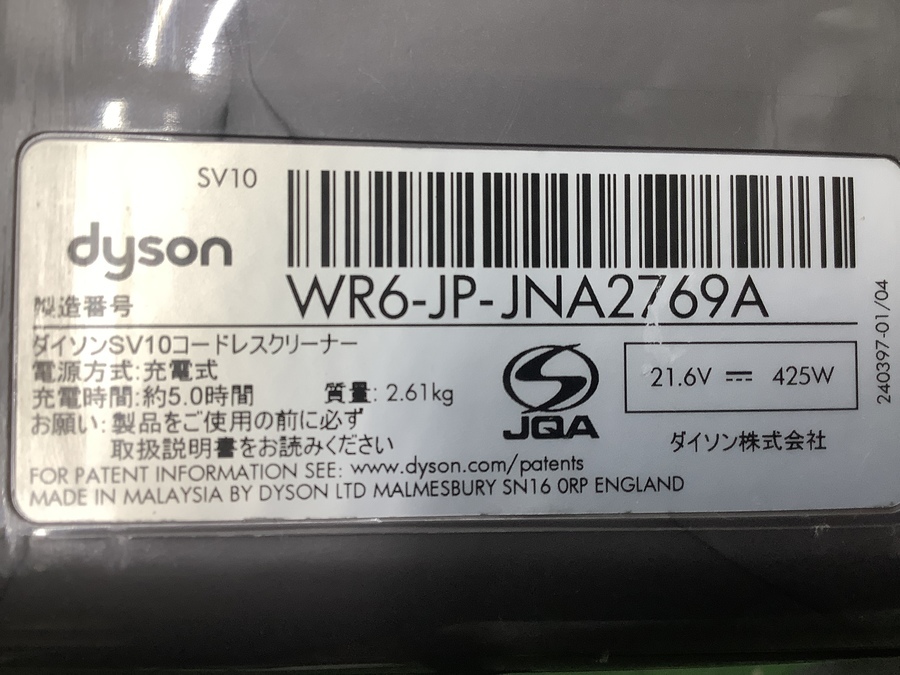 SV10
dyson
WR6-JP-JNA2769A
製造番号
ダイソンSV10コードレスクリーナー
電源方式:充電式
充電時間:約5.0時間 質量: 2.61kg
お願い:製品をご使用の前に必ず
取扱説明書をお読みください
JQA
21.6V ⎓ 425W
ダイソン株式会社
FOR PATENT INFORMATION SEE: www.dyson.com/patents
MADE IN MALAYSIA BY DYSON LTD MALMESBURY SN16 0RP ENGLAND
240397-01/04